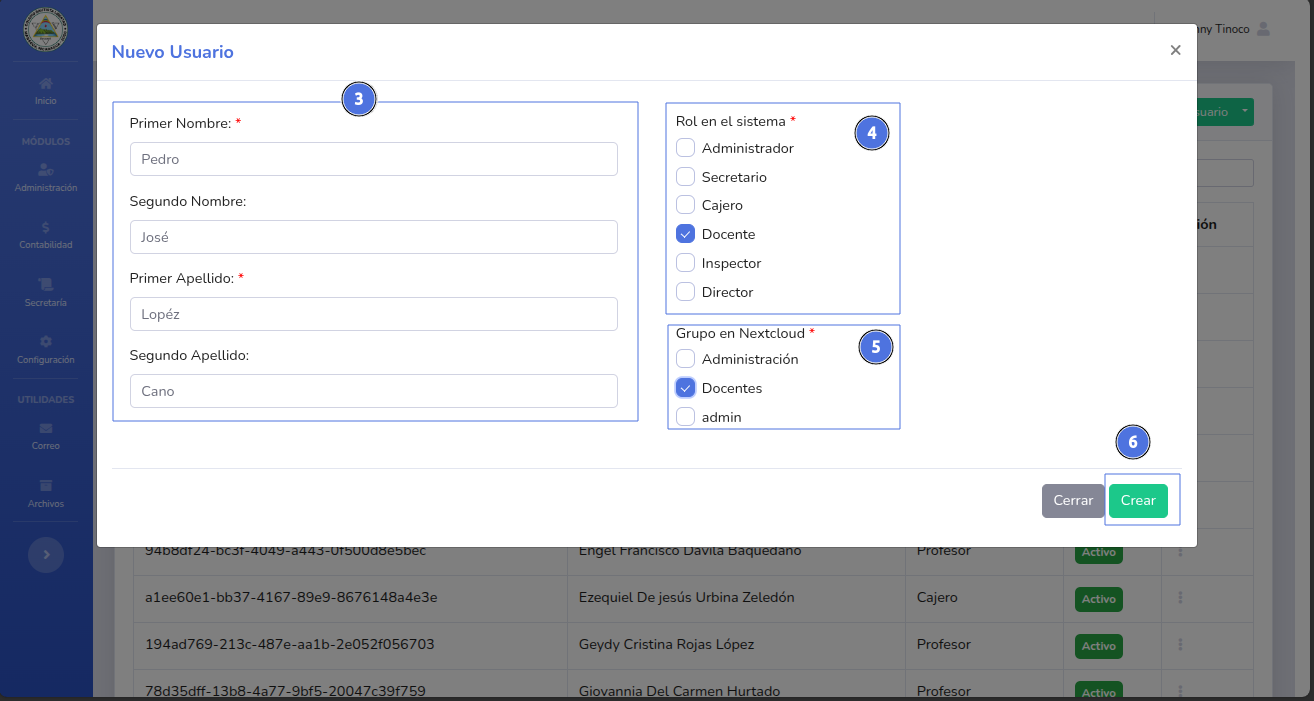 nny Tinoco
Nuevo Usuario
×
Inicio
MÓDULOS
Administración
Contabilidad
Secretaría
Configuración
UTILIDADES
Correo
Archivos
suario
ión
3
Primer Nombre: *
Pedro
Segundo Nombre:
José
Primer Apellido: *
Lopéz
Segundo Apellido:
Cano
4
Rol en el sistema *
Administrador
Secretario
Cajero
Docente
Inspector
Director
5
Grupo en Nextcloud *
Administración
Docentes
admin
6
Cerrar
Crear
94b8df24-bc3f-4049-a443-0f500d8e5bec Engel Francisco Dávila Baquedano Profesor Activo
a1ee60e1-bb37-4167-89e9-8676148a4e3e Ezequiel De jesús Urbina Zeledón Cajero Activo
194ad769-213c-487e-aa1b-2e052f056703 Geydy Cristina Rojas López Profesor Activo
78d35dff-13b8-4a77-9bf5-20047c39f759 Giovannia Del Carmen Hurtado Profesor Activo